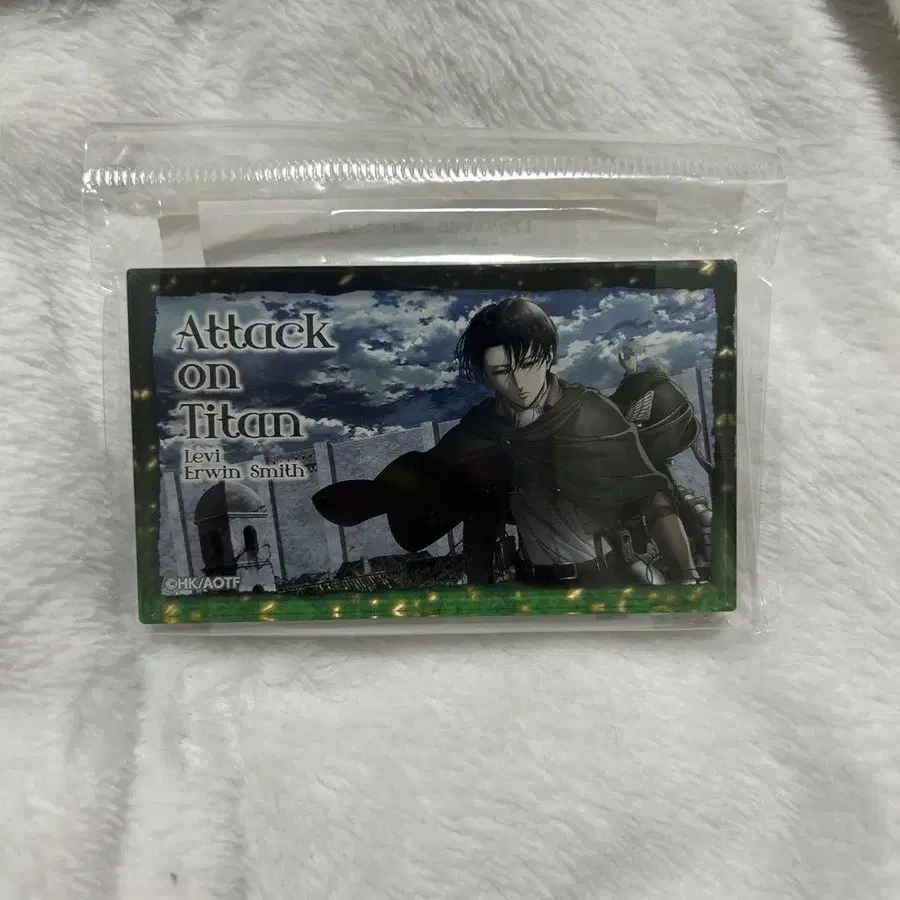 Attack
on
Titan
Levi
Erwin Smith
©HK/AOTF